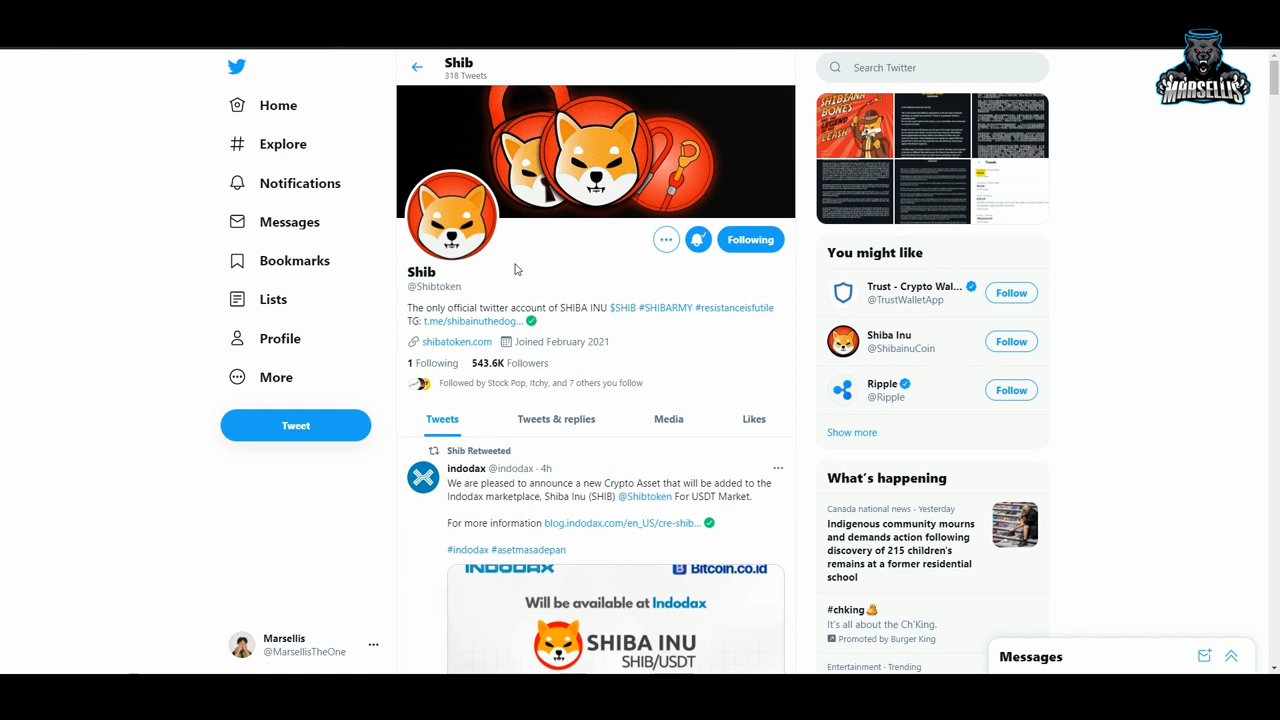 MARSELLIS
Shib
318 Tweets
Search Twitter
Home
Explore
Notifications
Messages
Bookmarks
Lists
Profile
More
Tweet
Marsellis
@MarsellisTheOne
Following
Shib
@Shibtoken
The only official twitter account of SHIBA INU $SHIB #SHIBARMY #resistanceisfutile
TG: t.me/shibainuthedog...
shibatoken.com Joined February 2021
1 Following 543.6K Followers
Followed by Stock Pop, Itchy, and 7 others you follow
Tweets Tweets & replies Media Likes
Shib Retweeted
indodax @indodax · 4h
We are pleased to announce a new Crypto Asset that will be added to the
Indodax marketplace, Shiba Inu (SHIB) @Shibtoken For USDT Market.
For more information blog.indodax.com/en_US/cre-shib...
#indodax #asetmasadepan
INDODAX Bitcoin.co.id
Will be available at Indodax
SHIBA INU
SHIB/USDT
SHIBIANA
BONES
LEGEND
LEASH!
You might like
Trust - Crypto Wal...
@TrustWalletApp
Follow
Shiba Inu
@ShibainuCoin
Follow
Ripple
@Ripple
Follow
Show more
What's happening
Canada national news · Yesterday
Indigenous community mourns
and demands action following
discovery of 215 children's
remains at a former residential
school
#chking
It's all about the Ch'King.
Promoted by Burger King
Entertainment · Trending
Messages